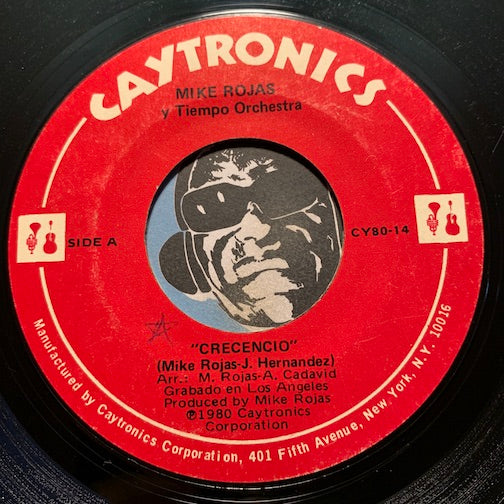 CAYTRONICS
MIKE ROJAS
y Tiempo Orchestra
SIDE A
CY80-14
"CRECENCIO"
(Mike Rojas-J. Hernandez)
Arr.: M. Rojas-A. Cadavid
Grabado en Los Angeles
Produced by Mike Rojas
℗1980 Caytronics
Corporation
Manufactured by Caytronics Corporation, 401 Fifth Avenue, New York, N.Y. 10016